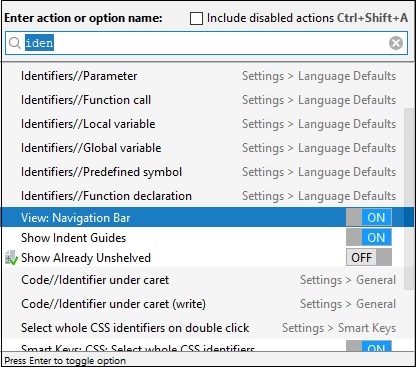 Enter action or option name: Include disabled actions Ctrl+Shift+A
iden
Identifiers//Parameter Settings > Language Defaults
Identifiers//Function call Settings > Language Defaults
Identifiers//Local variable Settings > Language Defaults
Identifiers//Global variable Settings > Language Defaults
Identifiers//Predefined symbol Settings > Language Defaults
Identifiers//Function declaration Settings > Language Defaults
View: Navigation Bar ON
Show Indent Guides ON
Show Already Unshelved OFF
Code//Identifier under caret Settings > General
Code//Identifier under caret (write) Settings > General
Select whole CSS identifiers on double click Settings > Smart Keys
Smart Keys: CSS: Select whole CSS identifiers ON
Press Enter to toggle option